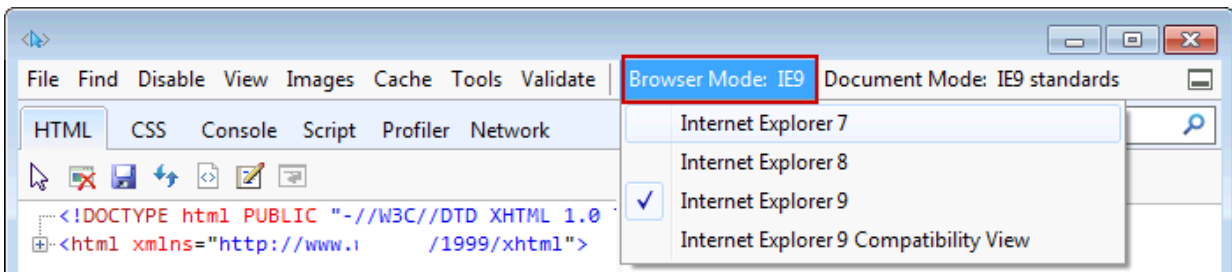 File Find Disable View Images Cache Tools Validate Browser Mode: IE9 Document Mode: IE9 standards
HTML CSS Console Script Profiler Network
Internet Explorer 7
Internet Explorer 8
Internet Explorer 9
Internet Explorer 9 Compatibility View
<!DOCTYPE html PUBLIC "-//W3C//DTD XHTML 1.0
<html xmlns="http://www. /1999/xhtml">